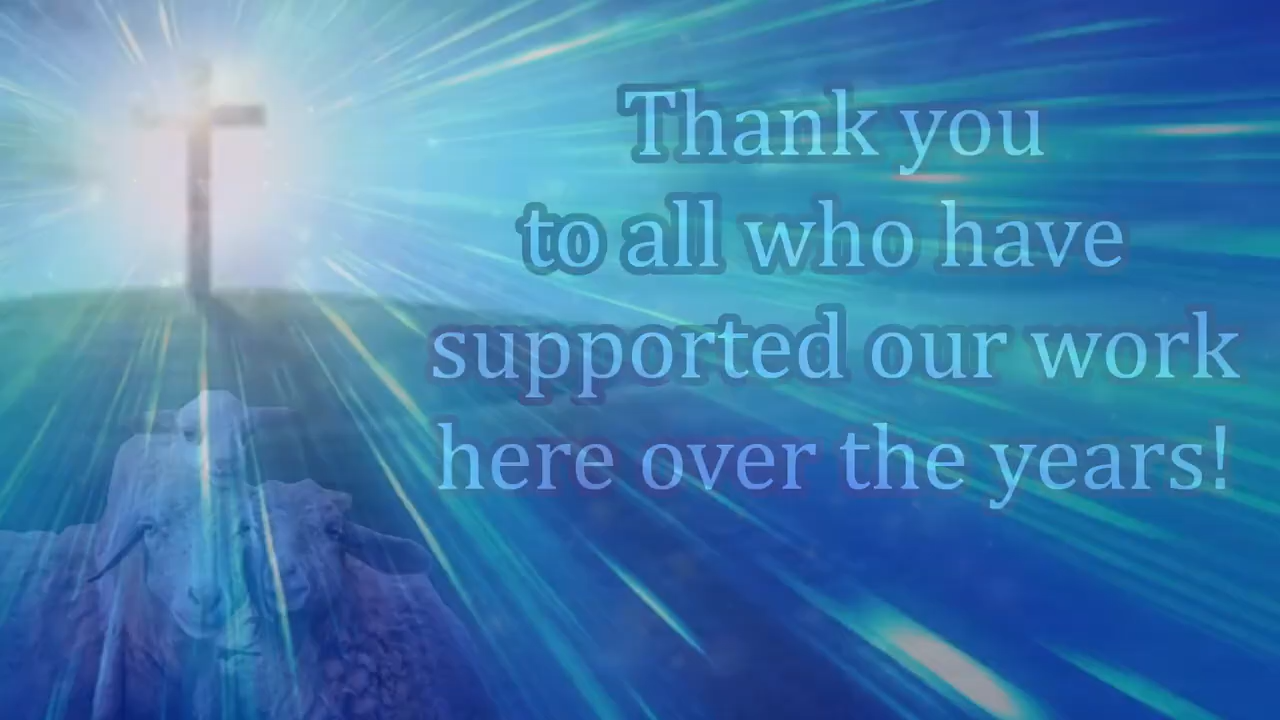 Thank you
to all who have
supported our work
here over the years!